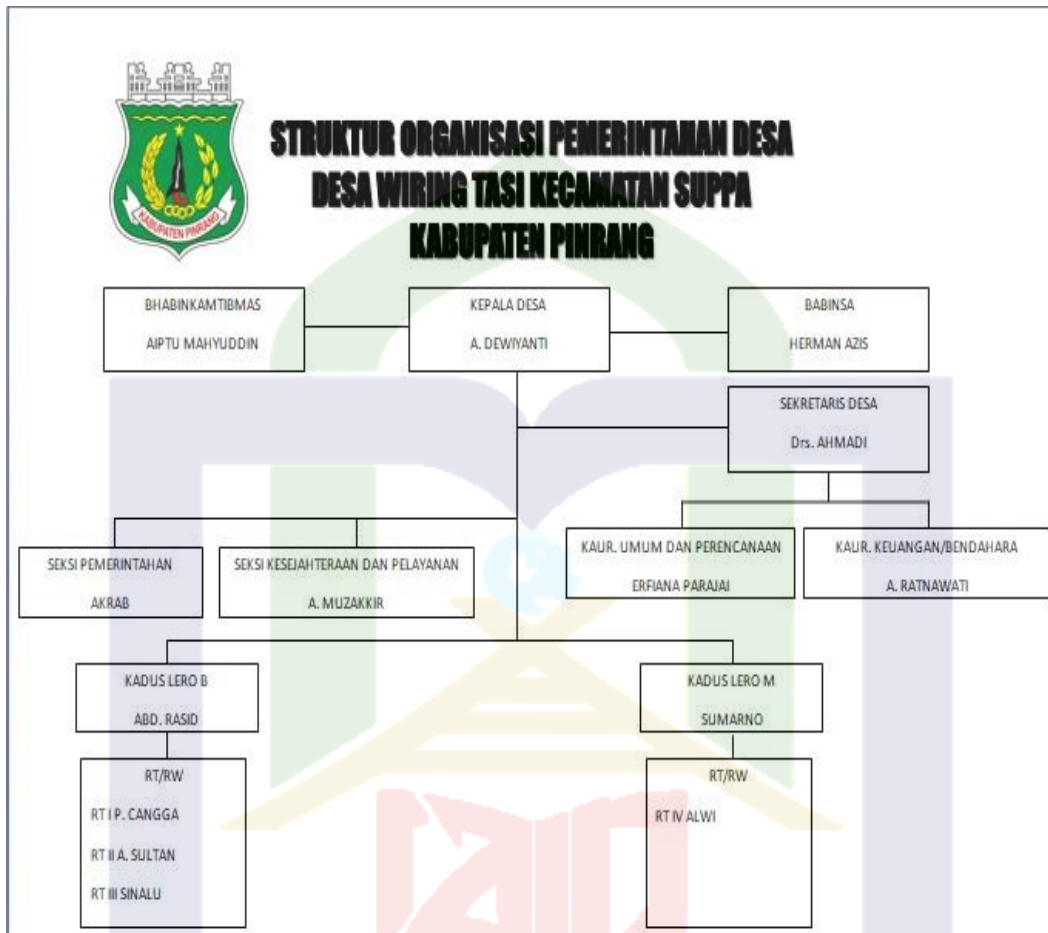 STRUKTUR ORGANISASI PEMERINTAHAN DESA
DESA WIRING TASI KECAMATAN SUPPA
KABUPATEN PINRANG
KABUPATEN PINRANG
BHABINKAMTIBMAS
AIPTU MAHYUDDIN
KEPALA DESA
A. DEWIYANTI
BABINSA
HERMAN AZIS
SEKRETARIS DESA
Drs. AHMADI
SEKSI PEMERINTAHAN
AKRAB
SEKSI KESEJAHTERAAN DAN PELAYANAN
A. MUZAKKIR
KAUR. UMUM DAN PERENCANAAN
ERFIANA PARAJAI
KAUR. KEUANGAN/BENDAHARA
A. RATNAWATI
KADUS LERO B
ABD. RASID
KADUS LERO M
SUMARNO
RT/RW
RT I P. CANGGA
RT II A. SULTAN
RT III SINALU
RT/RW
RT IV ALWI